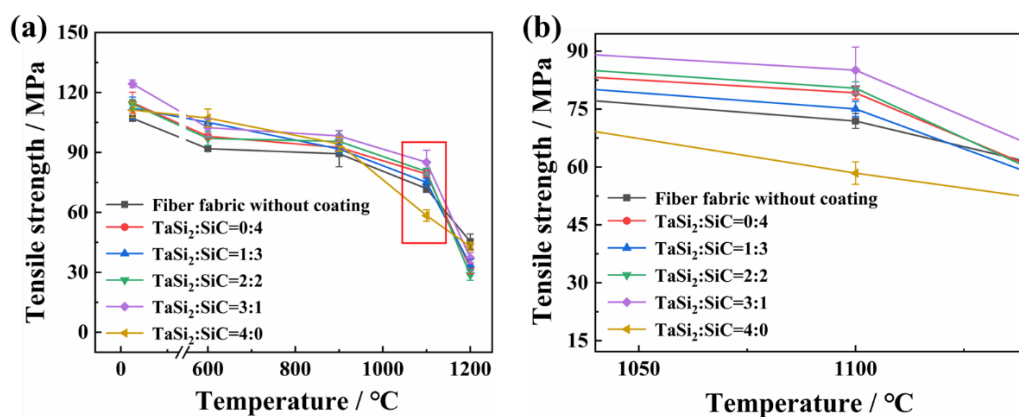 (a)
Tensile strength / MPa
150
120
90
60
30
0
Fiber fabric without coating
TaSi₂:SiC=0:4
TaSi₂:SiC=1:3
TaSi₂:SiC=2:2
TaSi₂:SiC=3:1
TaSi₂:SiC=4:0
0 600 800 1000 1200
Temperature / °C
(b)
Tensile strength / MPa
90
75
60
45
30
15
Fiber fabric without coating
TaSi₂:SiC=0:4
TaSi₂:SiC=1:3
TaSi₂:SiC=2:2
TaSi₂:SiC=3:1
TaSi₂:SiC=4:0
1050 1100
Temperature / °C